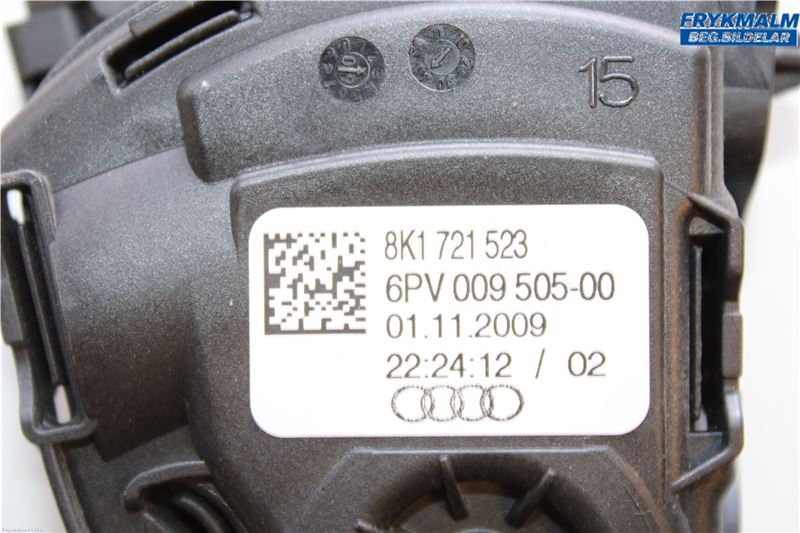 FRYKMALM
BEG.BILDELAR
15
8K1 721 523
6PV 009 505-00
01.11.2009
22:24:12 / 02